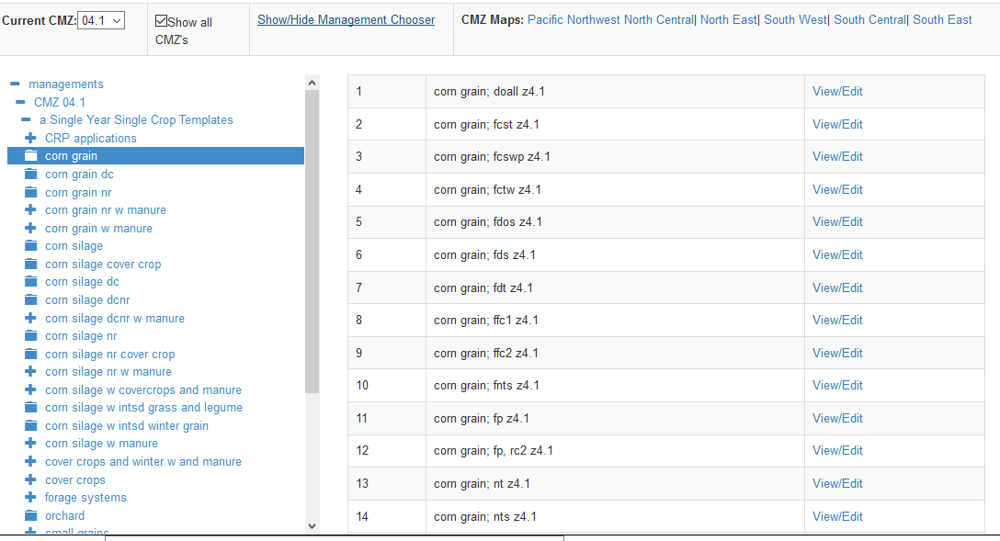 Current CMZ: 04.1
Show all CMZ's
Show/Hide Management Chooser
CMZ Maps: Pacific Northwest North Central| North East| South West| South Central| South East
managements
CMZ 04.1
a.Single Year Single Crop Templates
CRP applications
corn grain
corn grain dc
corn grain nr
corn grain nr w manure
corn grain w manure
corn silage
corn silage cover crop
corn silage dc
corn silage dcnr
corn silage dcnr w manure
corn silage nr
corn silage nr cover crop
corn silage nr w manure
corn silage w covercrops and manure
corn silage w intsd grass and legume
corn silage w intsd winter grain
corn silage w manure
cover crops and winter w and manure
cover crops
forage systems
orchard
small grains
1 corn grain; doall z4.1 View/Edit
2 corn grain; fcst z4.1 View/Edit
3 corn grain; fcswp z4.1 View/Edit
4 corn grain; fctw z4.1 View/Edit
5 corn grain; fdos z4.1 View/Edit
6 corn grain; fds z4.1 View/Edit
7 corn grain; fdt z4.1 View/Edit
8 corn grain; ffc1 z4.1 View/Edit
9 corn grain; ffc2 z4.1 View/Edit
10 corn grain; fnts z4.1 View/Edit
11 corn grain; fp z4.1 View/Edit
12 corn grain; fp, rc2 z4.1 View/Edit
13 corn grain; nt z4.1 View/Edit
14 corn grain; nts z4.1 View/Edit